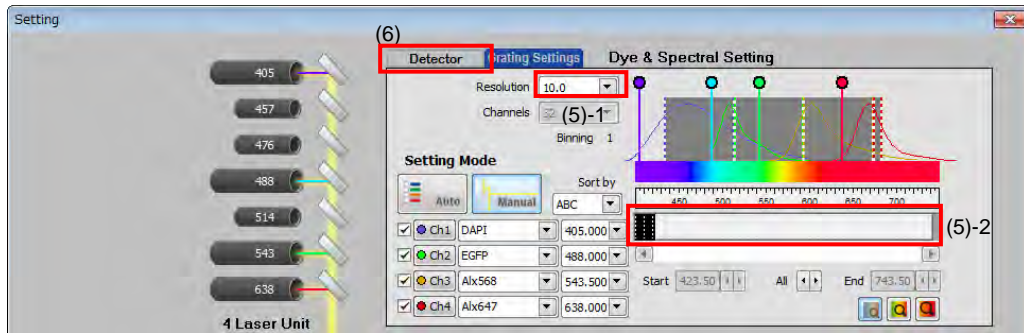 Setting
(6)
Detector Grating Settings Dye & Spectral Setting
405
457
476
488
514
543
638
4 Laser Unit
Resolution 10.0
Channels 32 (5)-1
Binning 1
Setting Mode
Auto Manual
Sort by
ABC
Ch1 DAPI 405.000
Ch2 EGFP 488.000
Ch3 Alx568 543.500
Ch4 Alx647 638.000
450 500 550 600 650 700
(5)-2
Start 423.50 All End 743.50